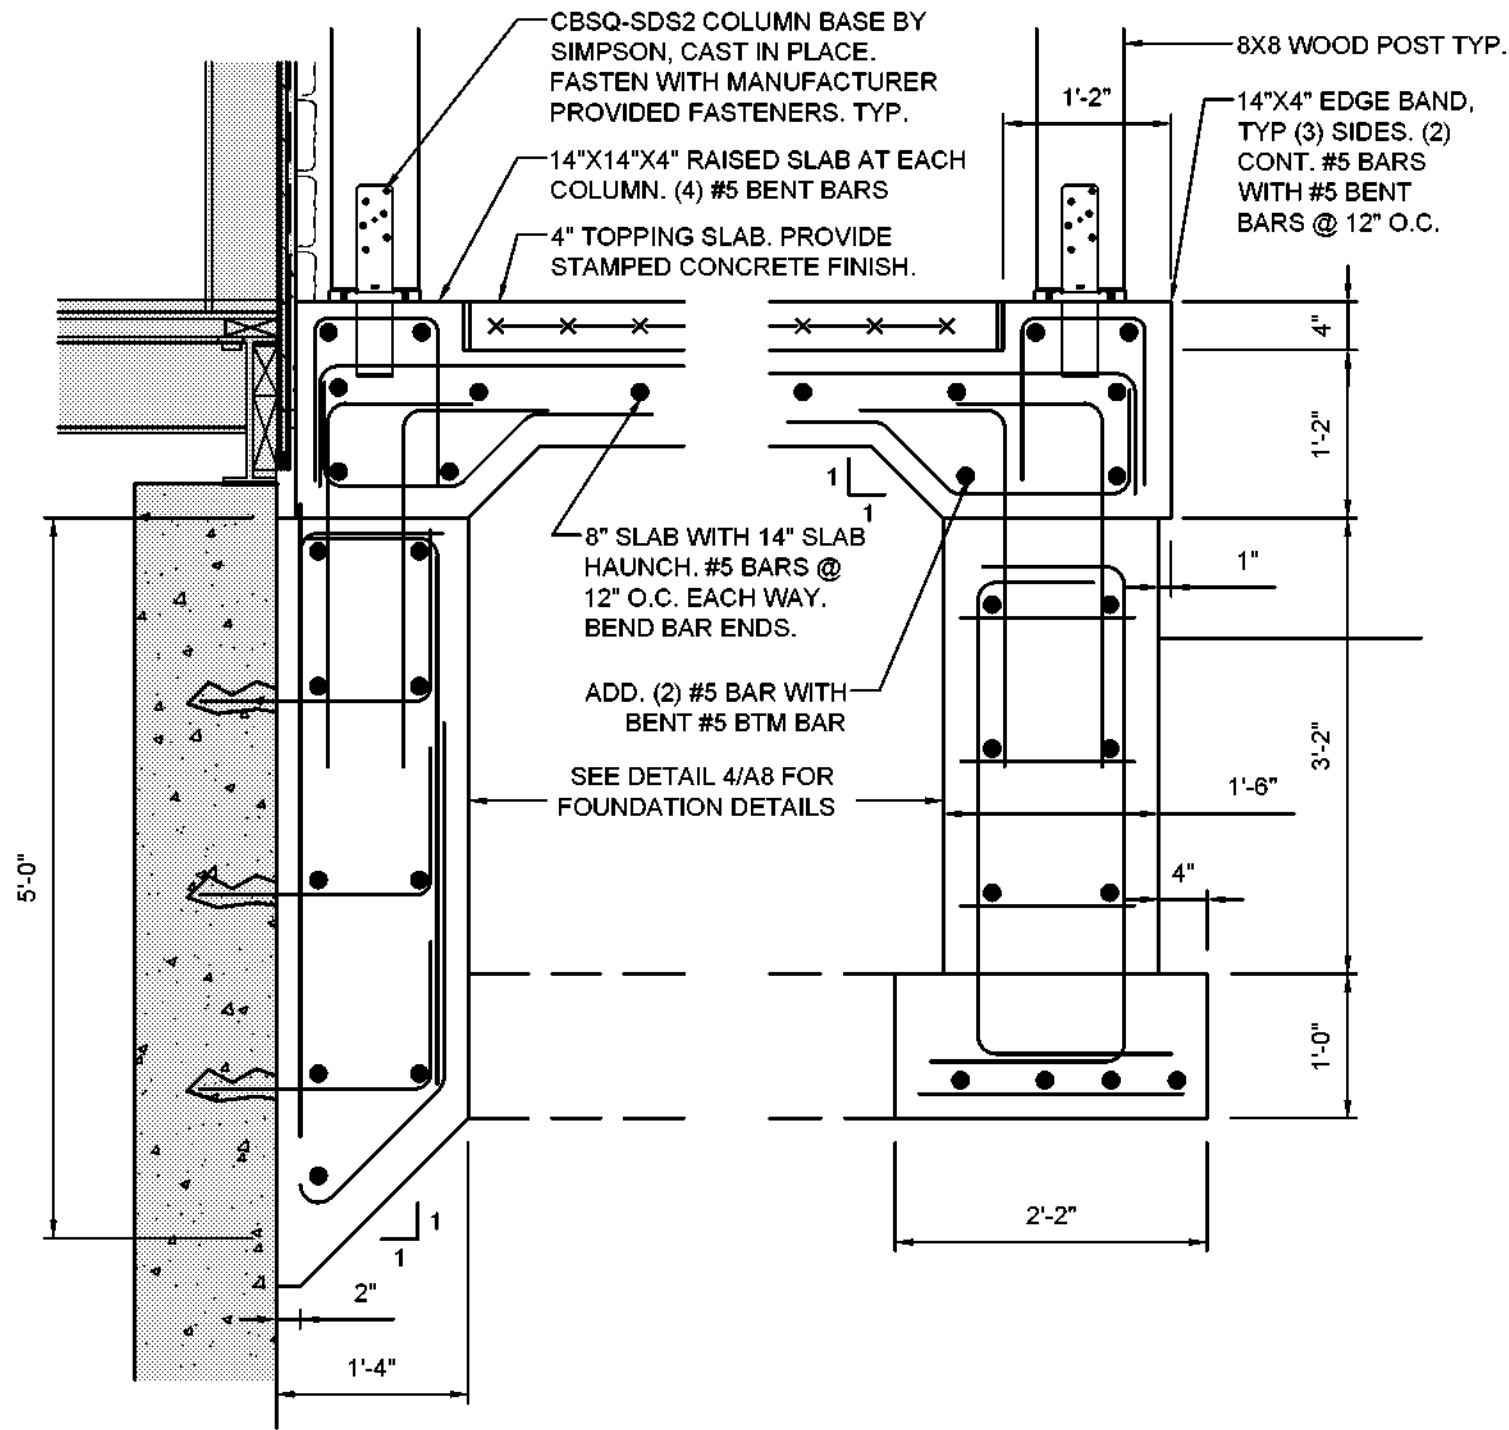 CBSQ-SDS2 COLUMN BASE BY
SIMPSON, CAST IN PLACE.
FASTEN WITH MANUFACTURER
PROVIDED FASTENERS. TYP.
14"X14"X4" RAISED SLAB AT EACH
COLUMN. (4) #5 BENT BARS
4" TOPPING SLAB. PROVIDE
STAMPED CONCRETE FINISH.
8X8 WOOD POST TYP.
1'-2"
14"X4" EDGE BAND,
TYP (3) SIDES. (2)
CONT. #5 BARS
WITH #5 BENT
BARS @ 12" O.C.
4"
1'-2"
1
1
8" SLAB WITH 14" SLAB
HAUNCH. #5 BARS @
12" O.C. EACH WAY.
BEND BAR ENDS.
1"
ADD. (2) #5 BAR WITH
BENT #5 BTM BAR
3'-2"
SEE DETAIL 4/A8 FOR
FOUNDATION DETAILS
1'-6"
5'-0"
4"
1'-0"
1
1
2'-2"
2"
1'-4"